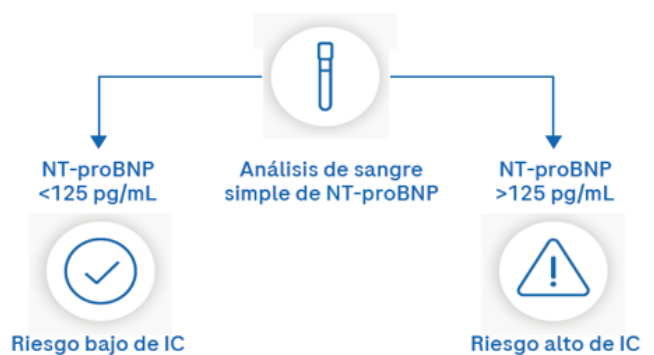 Análisis de sangre
simple de NT-proBNP
NT-proBNP
<125 pg/mL
Riesgo bajo de IC
NT-proBNP
>125 pg/mL
Riesgo alto de IC